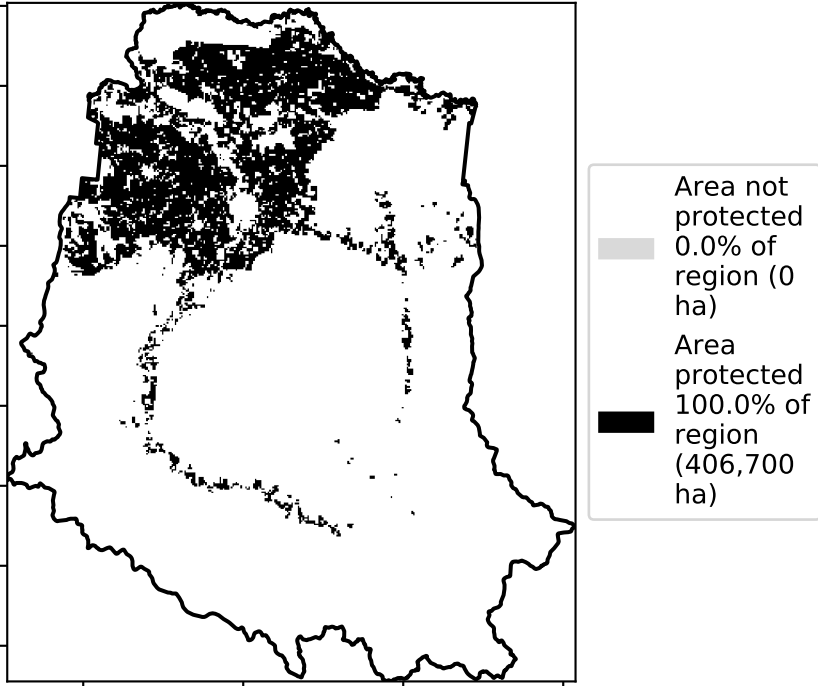 Area not
protected
0.0% of
region (0
ha)
Area
protected
100.0% of
region
(406,700
ha)